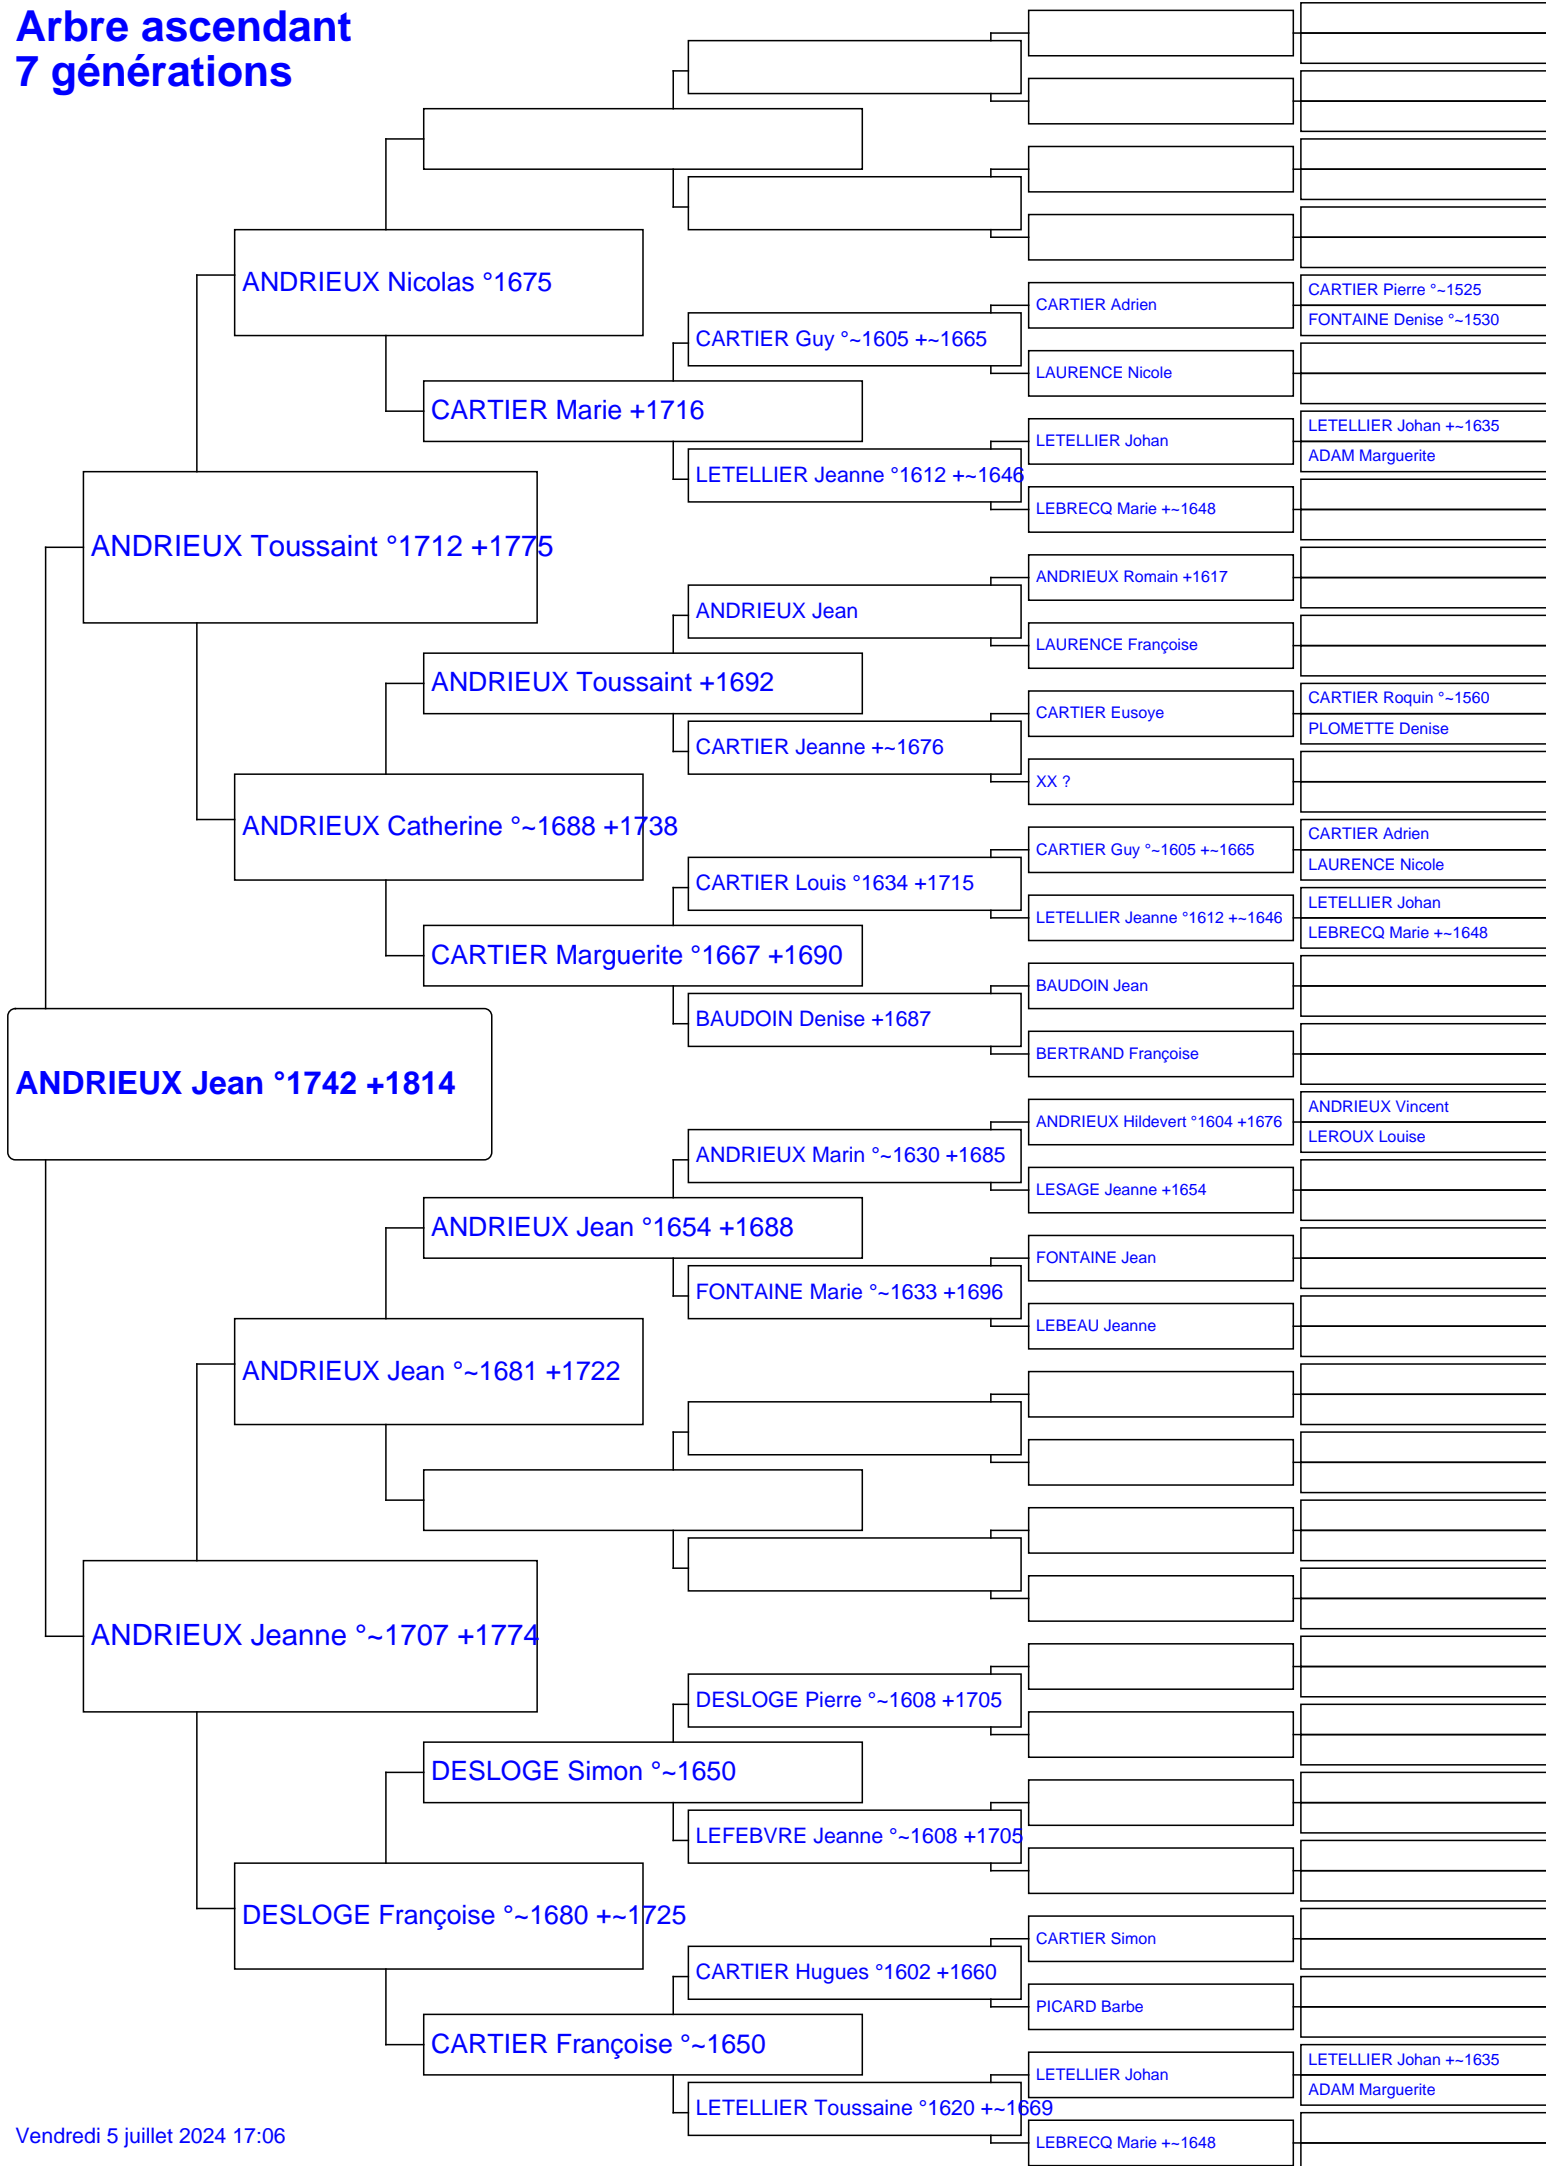 Arbre ascendant
7 générations
CARTIER Pierre °~1525
ANDRIEUX Nicolas °1675
CARTIER Adrien
FONTAINE Denise °~1530
CARTIER Guy °~1605 +~1665
LAURENCE Nicole
CARTIER Marie +1716
LETELLIER Johan +~1635
LETELLIER Johan
ADAM Marguerite
LETELLIER Jeanne °1612 +~1646
LEBRECQ Marie +~1648
ANDRIEUX Toussaint °1712 +1775
ANDRIEUX Romain +1617
ANDRIEUX Jean
LAURENCE Françoise
ANDRIEUX Toussaint +1692
CARTIER Roquin °~1560
CARTIER Eusoye
PLOMETTE Denise
CARTIER Jeanne +~1676
XX ?
ANDRIEUX Catherine °~1688 +1738
CARTIER Adrien
CARTIER Guy °~1605 +~1665
LAURENCE Nicole
CARTIER Louis °1634 +1715
LETELLIER Johan
LETELLIER Jeanne °1612 +~1646
LEBRECQ Marie +~1648
CARTIER Marguerite °1667 +1690
BAUDOIN Jean
BAUDOIN Denise +1687
BERTRAND Françoise
ANDRIEUX Jean °1742 +1814
ANDRIEUX Vincent
ANDRIEUX Hildevert °1604 +1676
LEROUX Louise
ANDRIEUX Marin °~1630 +1685
LESAGE Jeanne +1654
ANDRIEUX Jean °1654 +1688
FONTAINE Jean
FONTAINE Marie °~1633 +1696
LEBEAU Jeanne
ANDRIEUX Jean °~1681 +1722
ANDRIEUX Jeanne °~1707 +1774
DESLOGE Pierre °~1608 +1705
DESLOGE Simon °~1650
LEFEBVRE Jeanne °~1608 +1705
DESLOGE Françoise °~1680 +~1725
CARTIER Simon
CARTIER Hugues °1602 +1660
PICARD Barbe
CARTIER Françoise °~1650
LETELLIER Johan +~1635
LETELLIER Johan
ADAM Marguerite
LETELLIER Toussaine °1620 +~1669
LEBRECQ Marie +~1648
Vendredi 5 juillet 2024 17:06